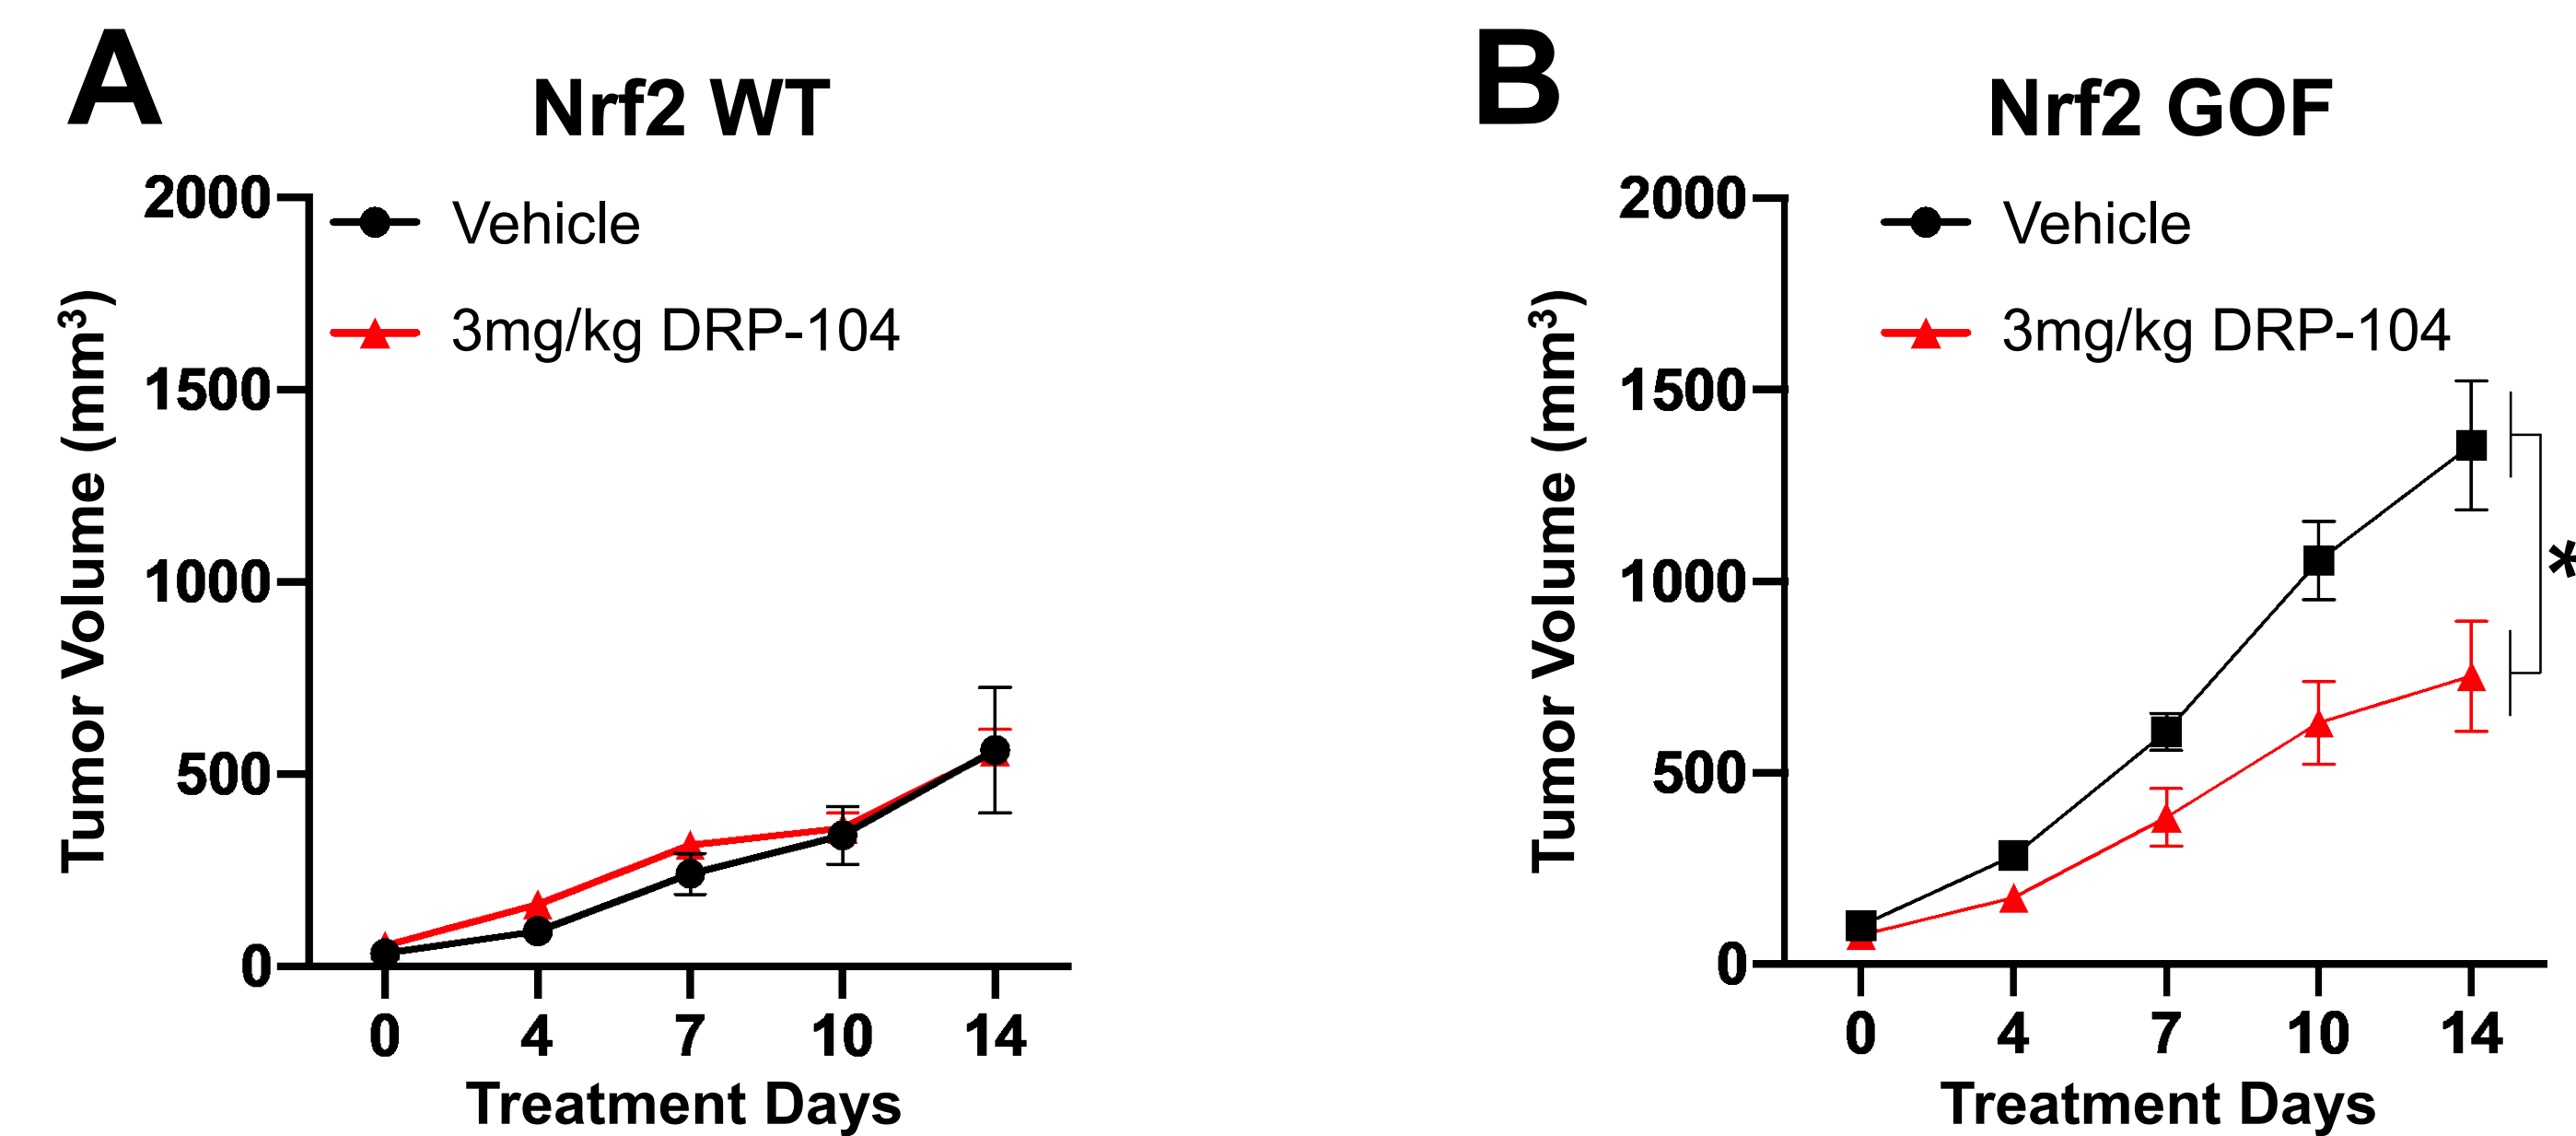 A
Nrf2 WT
Vehicle
3mg/kg DRP-104
Tumor Volume (mm³)
2000
1500
1000
500
0
0 4 7 10 14
Treatment Days
B
Nrf2 GOF
Vehicle
3mg/kg DRP-104
Tumor Volume (mm³)
2000
1500
1000
500
0
*
0 4 7 10 14
Treatment Days